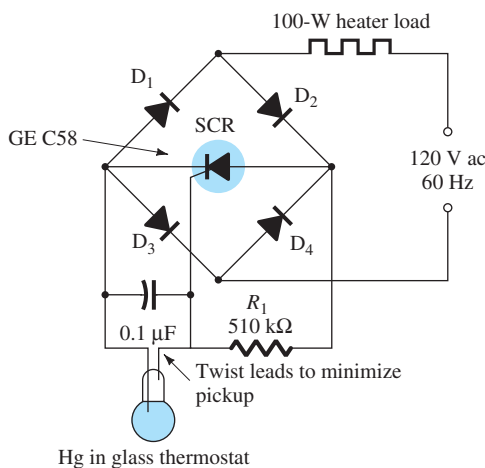 100-W heater load
D1
D2
SCR
GE C58
120 V ac
60 Hz
D3
D4
R1
510 kΩ
0.1 μF
Twist leads to minimize
pickup
Hg in glass thermostat